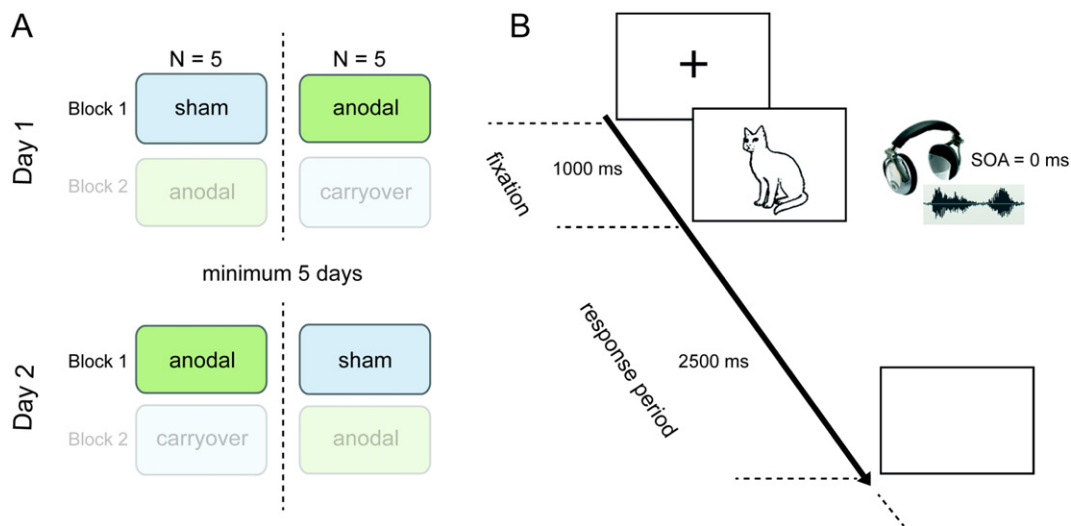 A
N = 5
N = 5
Day 1
Block 1
sham
anodal
Block 2
anodal
carryover
minimum 5 days
Day 2
Block 1
anodal
sham
Block 2
carryover
anodal
B
+
fixation
1000 ms
SOA = 0 ms
response period
2500 ms